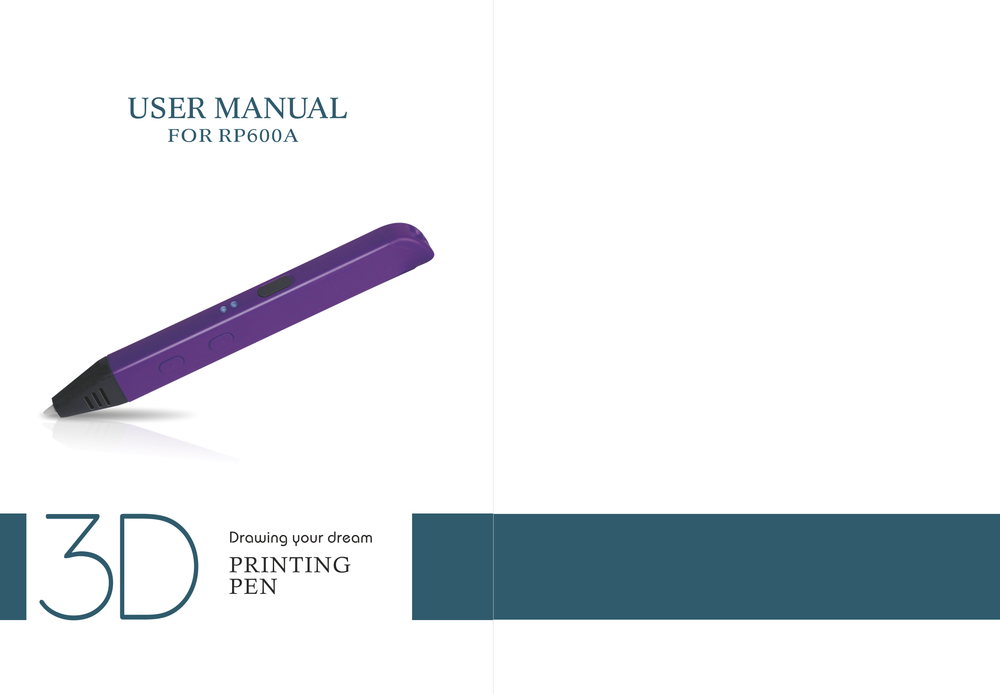 USER MANUAL
FOR RP600A
3D
Drawing your dream
PRINTING
PEN